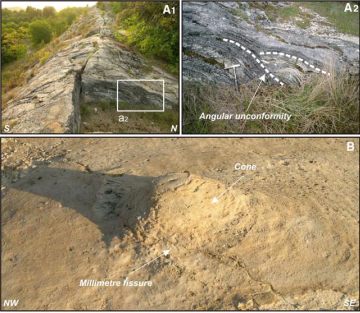 A1
S
N
a2
A2
Angular unconformity
B
Cone
Millimetre fissure
NW
SE